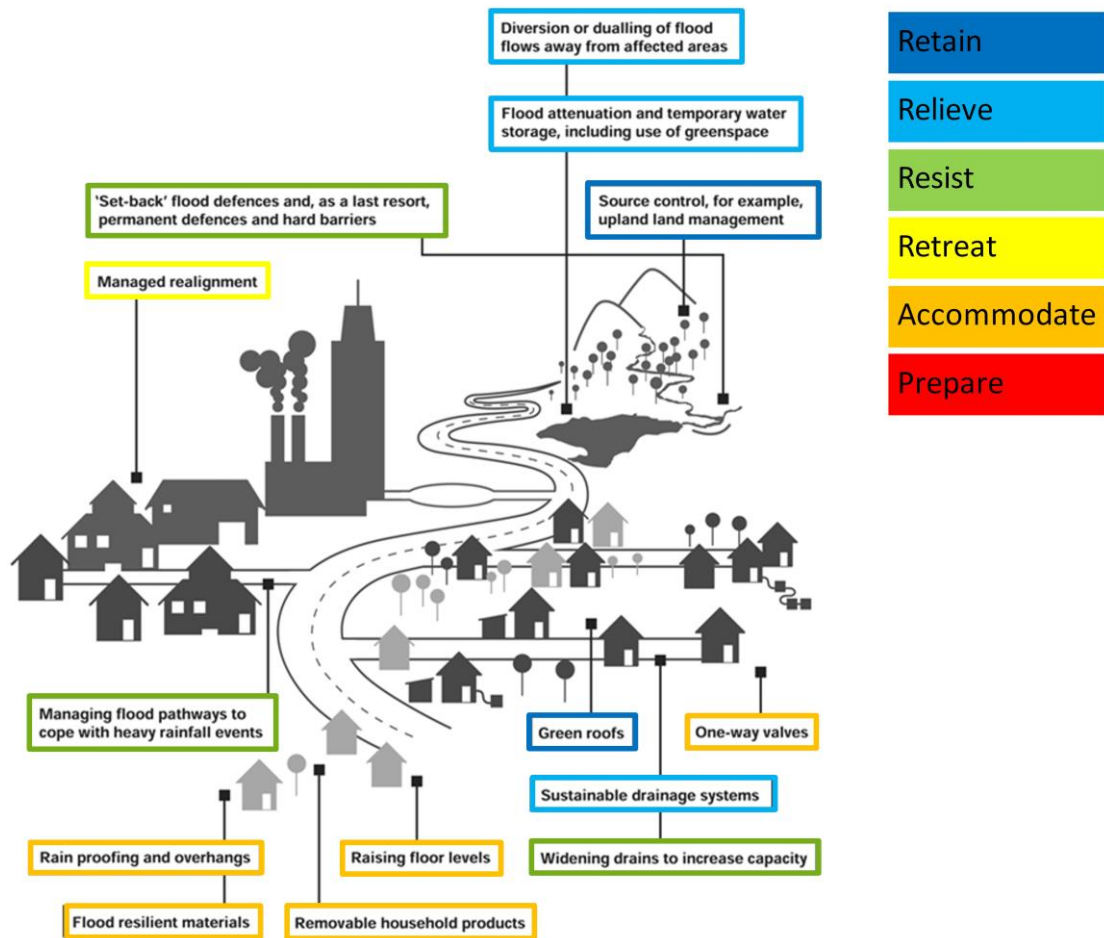 Diversion or dualling of flood
flows away from affected areas
Flood attenuation and temporary water
storage, including use of greenspace
'Set-back' flood defences and, as a last resort,
permanent defences and hard barriers
Source control, for example,
upland land management
Managed realignment
Managing flood pathways to
cope with heavy rainfall events
Green roofs
One-way valves
Sustainable drainage systems
Rain proofing and overhangs
Raising floor levels
Widening drains to increase capacity
Flood resilient materials
Removable household products
Retain
Relieve
Resist
Retreat
Accommodate
Prepare